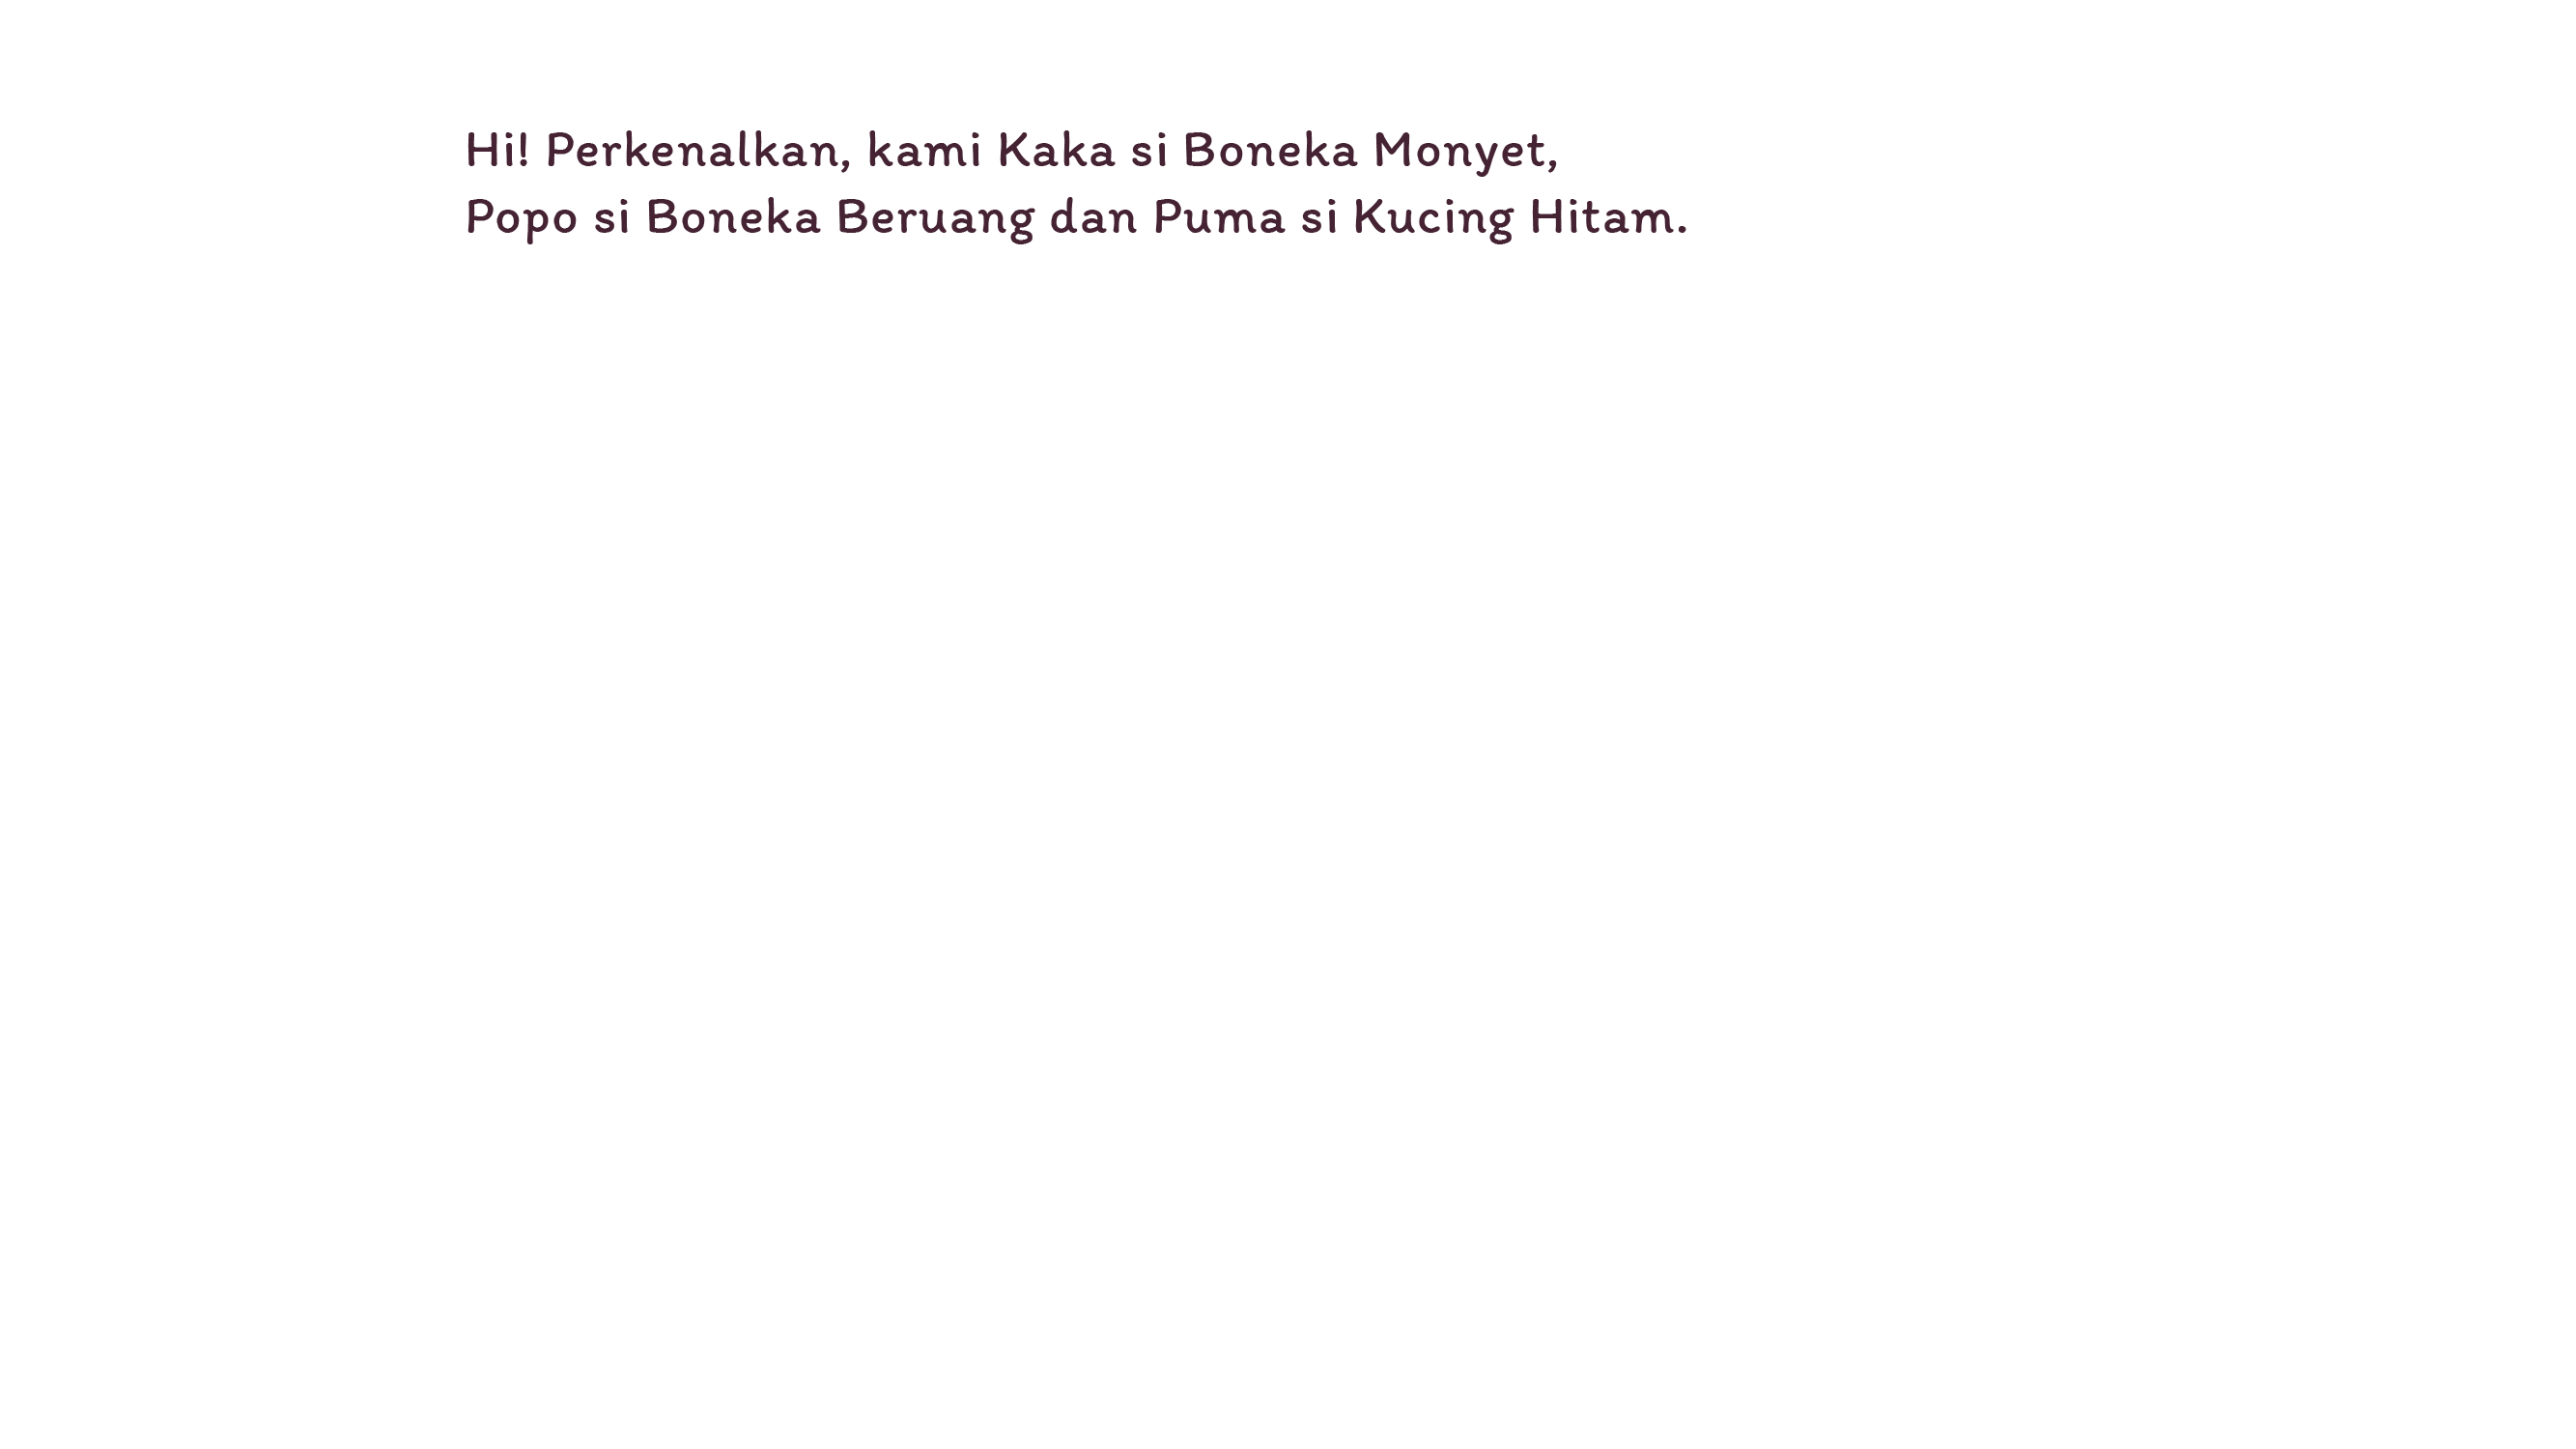 Hi! Perkenalkan, kami Kaka si Boneka Monyet,
Popo si Boneka Beruang dan Puma si Kucing Hitam.